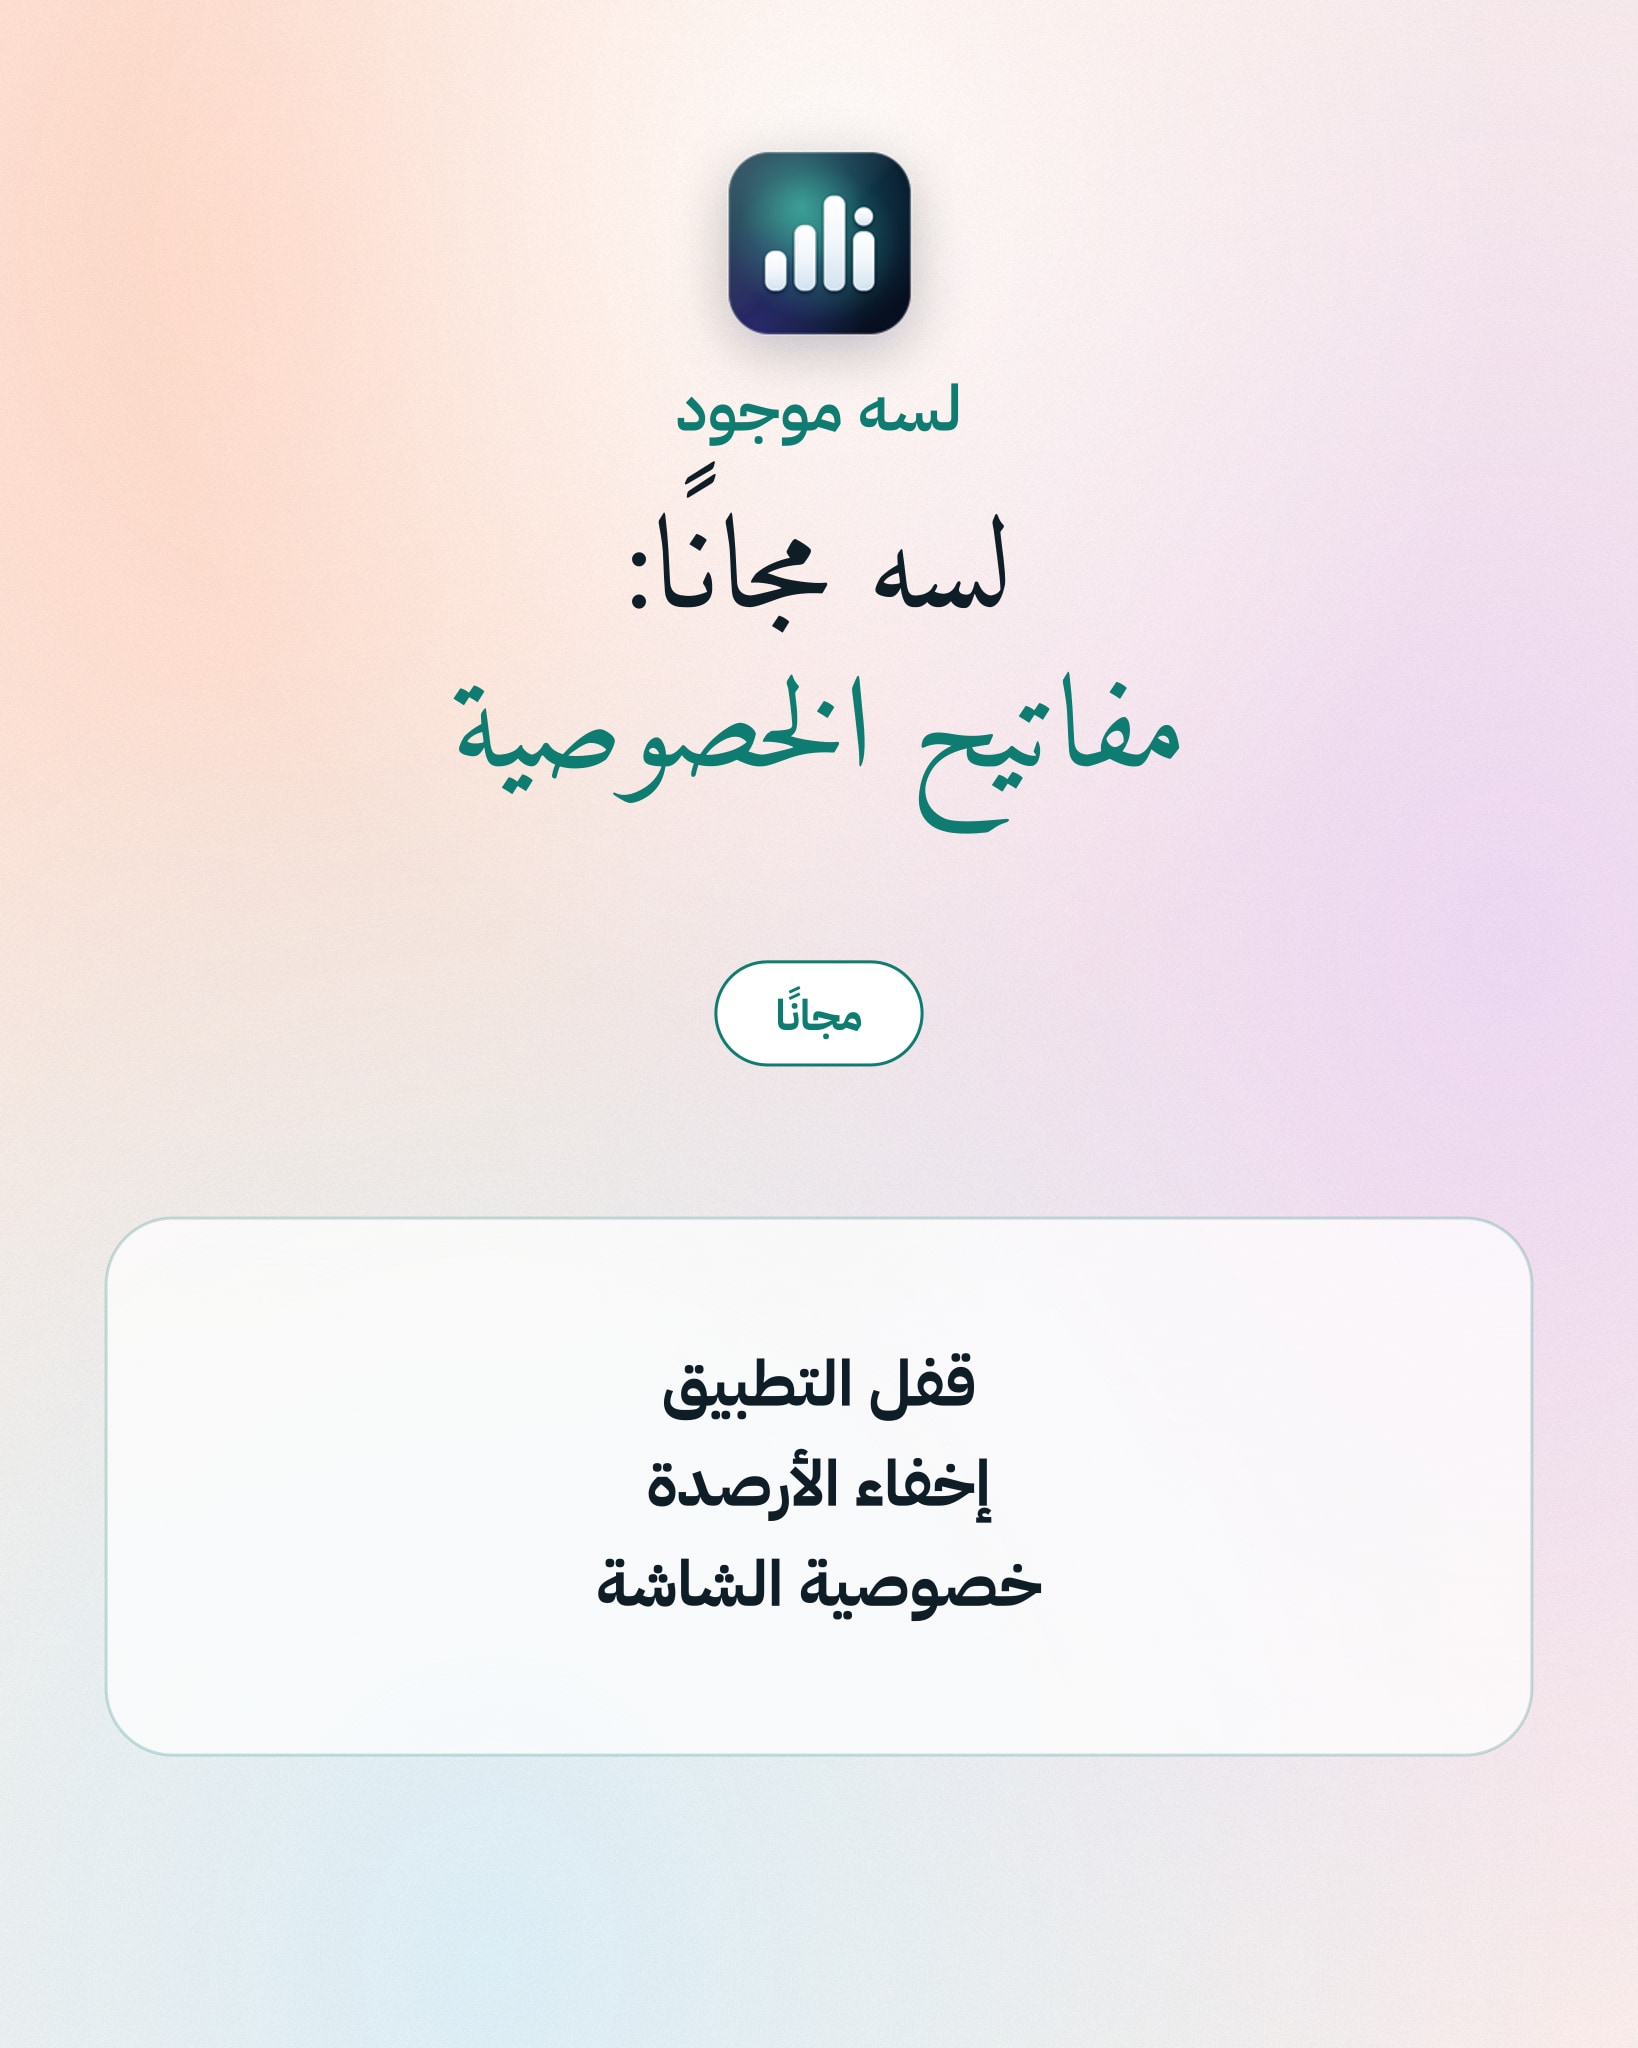 لسه موجود
لسه مجانًا:
مفاتيح الخصوصية
مجانًا
قفل التطبيق
إخفاء الأرصدة
خصوصية الشاشة